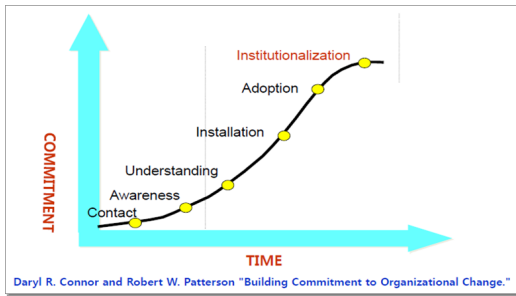 Institutionalization
Adoption
Installation
Understanding
Awareness
Contact
COMMITMENT
TIME
Daryl R. Connor and Robert W. Patterson "Building Commitment to Organizational Change."